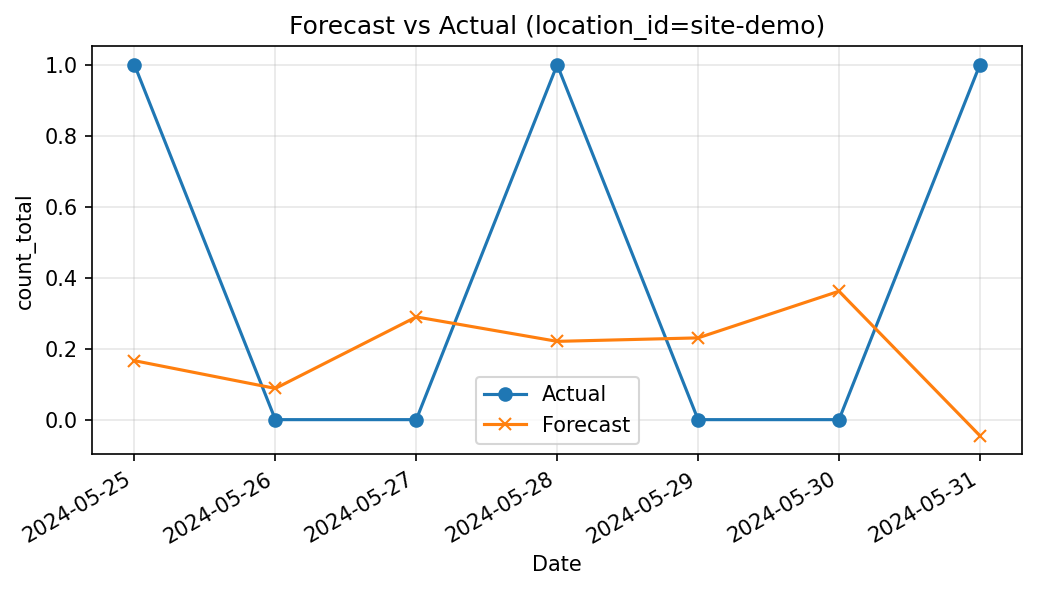 Forecast vs Actual (location_id=site-demo)
count_total
1.0
0.8
0.6
0.4
0.2
0.0
Actual
Forecast
2024-05-25
2024-05-26
2024-05-27
2024-05-28
2024-05-29
2024-05-30
2024-05-31
Date